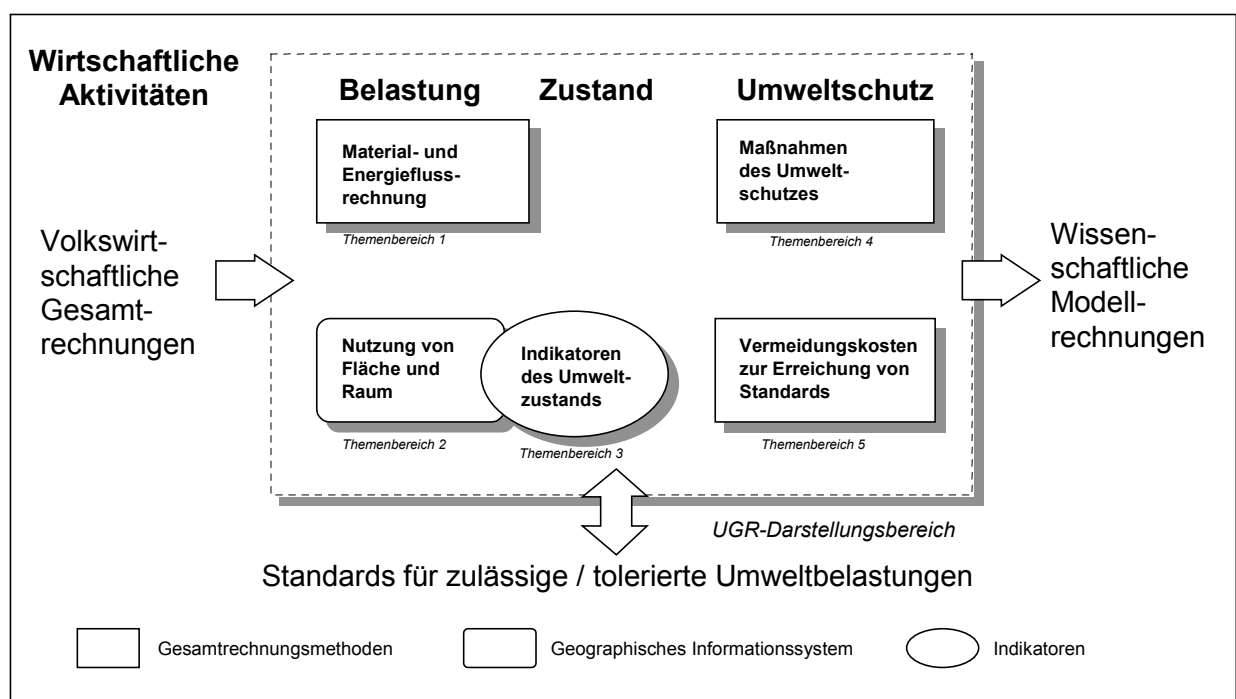 Wirtschaftliche
Aktivitäten
Belastung Zustand Umweltschutz
Material- und
Energiefluss-
rechnung
Themenbereich 1
Maßnahmen
des Umwelt-
schutzes
Themenbereich 4
Volkswirt-
schaftliche
Gesamt-
rechnungen
Wissen-
schaftliche
Modell-
rechnungen
Nutzung von
Fläche und
Raum
Themenbereich 2
Indikatoren
des Umwelt-
zustands
Themenbereich 3
Vermeidungskosten
zur Erreichung von
Standards
Themenbereich 5
UGR-Darstellungsbereich
Standards für zulässige / tolerierte Umweltbelastungen
Gesamtrechnungsmethoden
Geographisches Informationssystem
Indikatoren